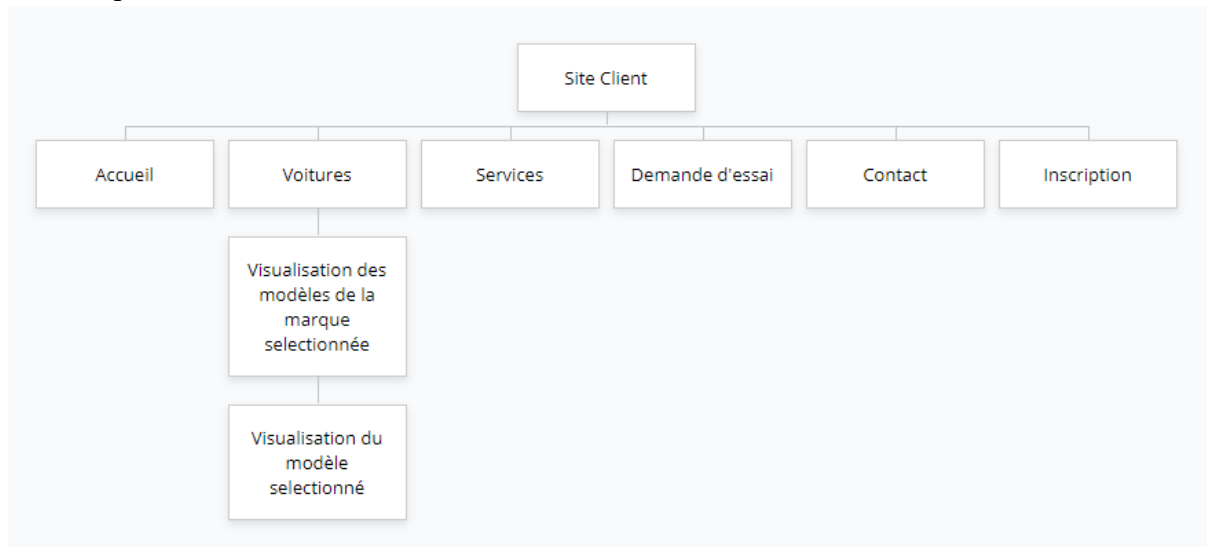 Site Client
Accueil
Voitures
Services
Demande d'essai
Contact
Inscription
Visualisation des
modèles de la
marque
selectionnée
Visualisation du
modèle
selectionné